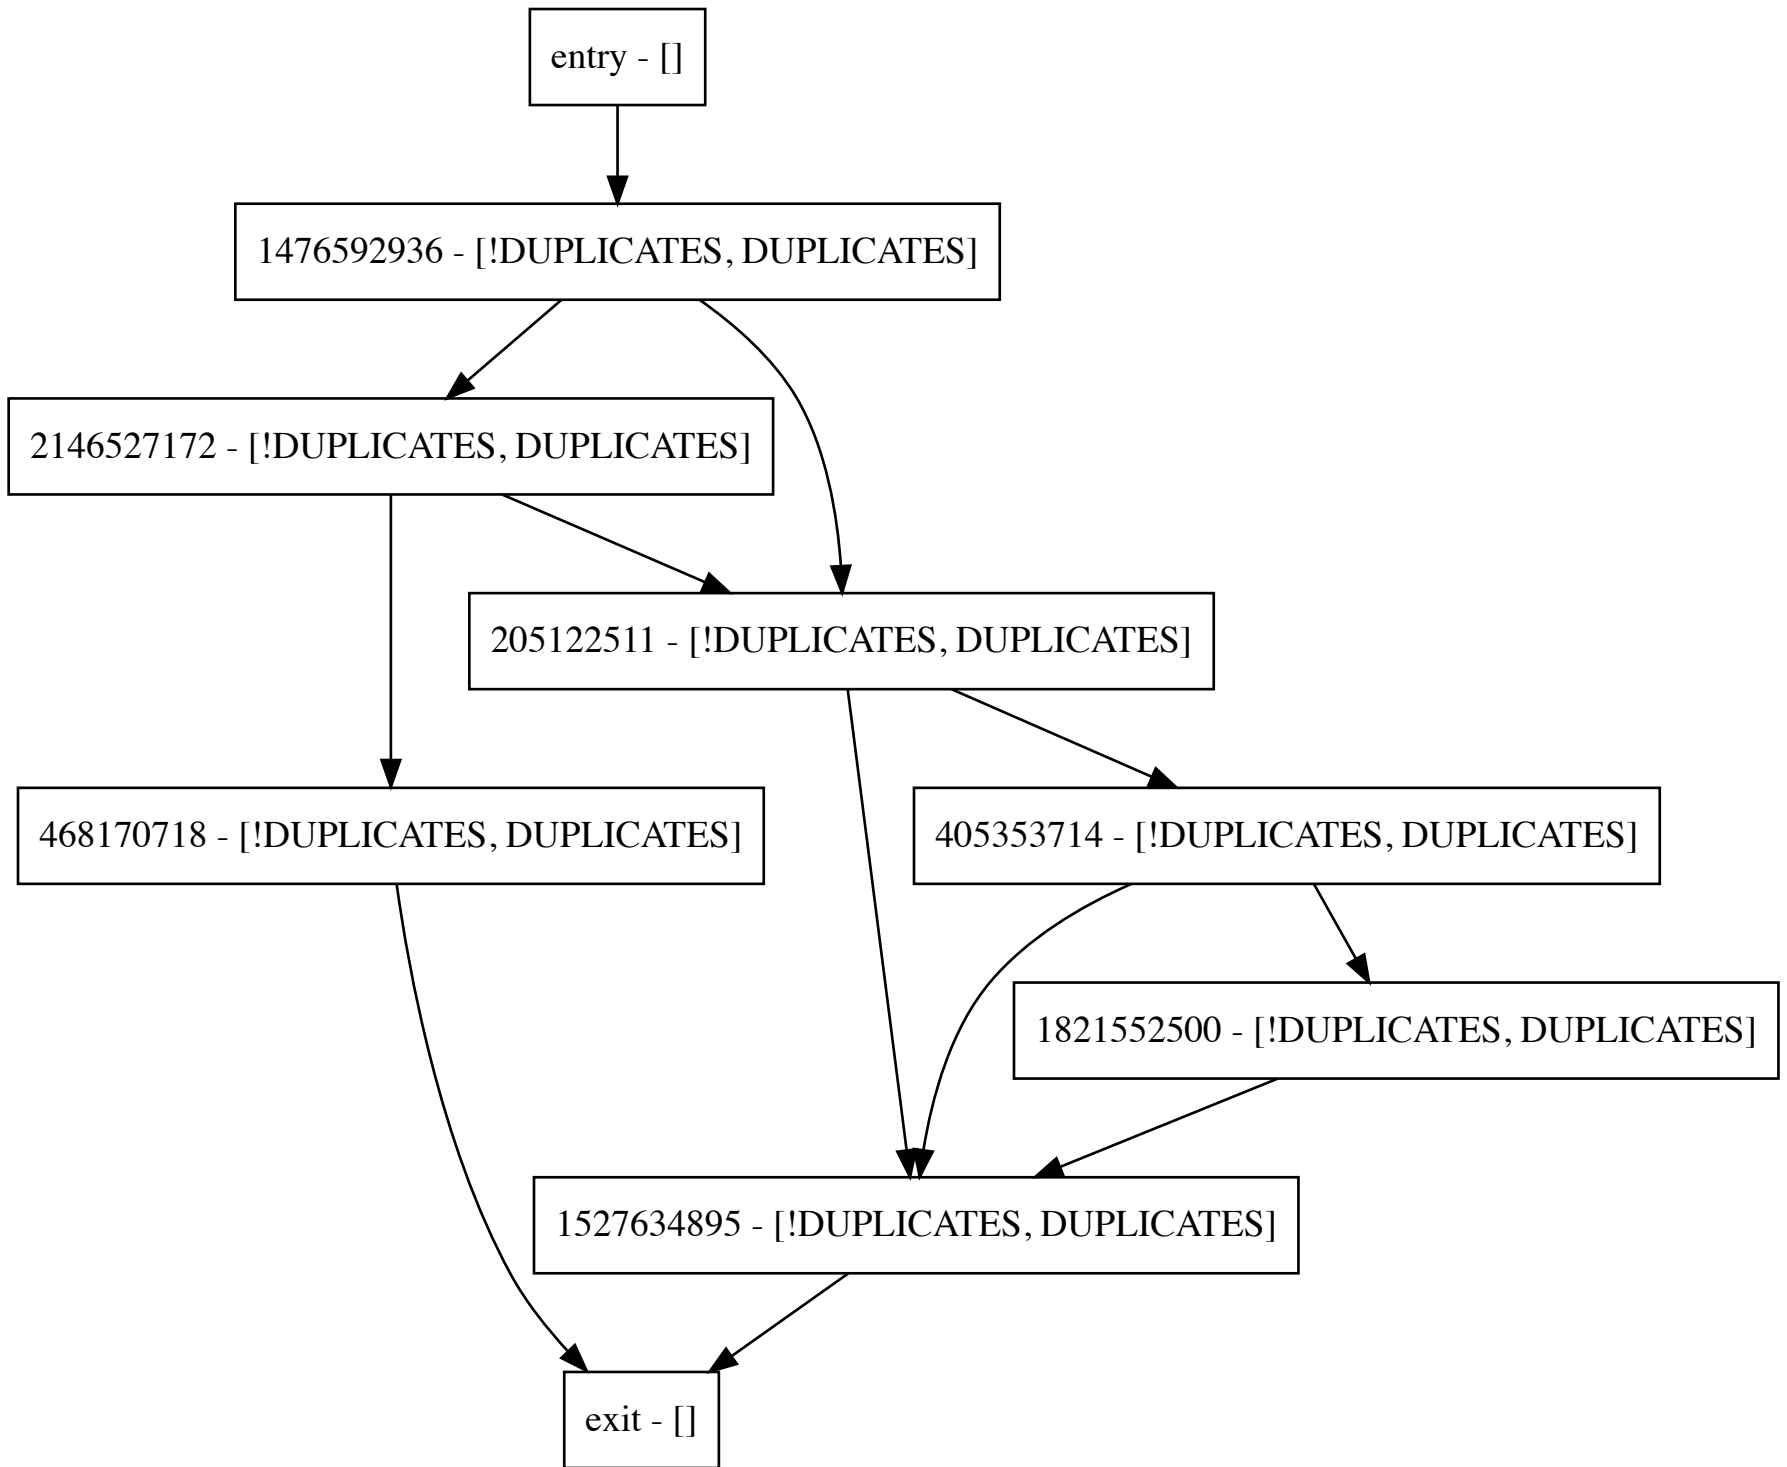 entry - []
1476592936 - [!DUPLICATES, DUPLICATES]
2146527172 - [!DUPLICATES, DUPLICATES]
205122511 - [!DUPLICATES, DUPLICATES]
468170718 - [!DUPLICATES, DUPLICATES]
405353714 - [!DUPLICATES, DUPLICATES]
1821552500 - [!DUPLICATES, DUPLICATES]
1527634895 - [!DUPLICATES, DUPLICATES]
exit - []